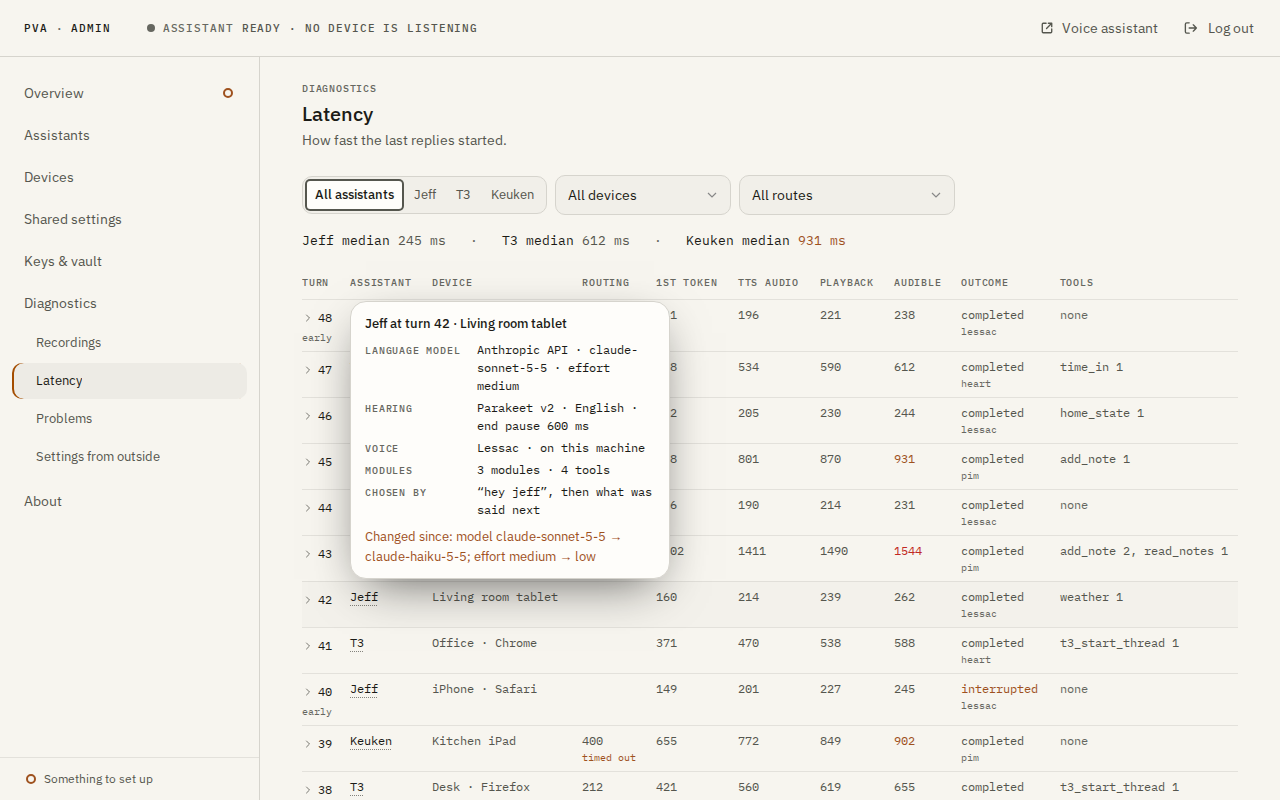 PVA · ADMIN
ASSISTANT READY · NO DEVICE IS LISTENING
Voice assistant
Log out
Overview
Assistants
Devices
Shared settings
Keys & vault
Diagnostics
Recordings
Latency
Problems
Settings from outside
About
Something to set up
DIAGNOSTICS
Latency
How fast the last replies started.
All assistants Jeff T3 Keuken
All devices
All routes
Jeff median 245 ms · T3 median 612 ms · Keuken median 931 ms
TURN ASSISTANT DEVICE ROUTING 1ST TOKEN TTS AUDIO PLAYBACK AUDIBLE OUTCOME TOOLS
48 196 221 238 completed none
early lessac
47 534 590 612 completed time_in 1
heart
46 205 230 244 completed home_state 1
lessac
45 801 870 931 completed add_note 1
pim
44 190 214 231 completed none
lessac
43 1411 1490 1544 completed add_note 2, read_notes 1
pim
Jeff at turn 42 · Living room tablet
LANGUAGE MODEL Anthropic API · claude-
sonnet-5-5 · effort
medium
HEARING Parakeet v2 · English ·
end pause 600 ms
VOICE Lessac · on this machine
MODULES 3 modules · 4 tools
CHOSEN BY “hey jeff”, then what was
said next
Changed since: model claude-sonnet-5-5 →
claude-haiku-5-5; effort medium → low
42 Jeff Living room tablet 160 214 239 262 completed weather 1
lessac
41 T3 Office · Chrome 371 470 538 588 completed t3_start_thread 1
heart
40 Jeff iPhone · Safari 149 201 227 245 interrupted none
early lessac
39 Keuken Kitchen iPad 400 655 772 849 902 completed none
timed out pim
38 T3 Desk · Firefox 212 421 560 619 655 completed t3_start_thread 1